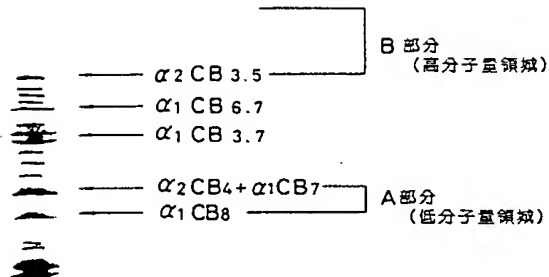 B 部分
(高分子量領域)
α2 CB 3.5
α1 CB 6.7
α1 CB 3.7
α2CB4+α1CB7
α1 CB8
A部分
(低分子量領域)